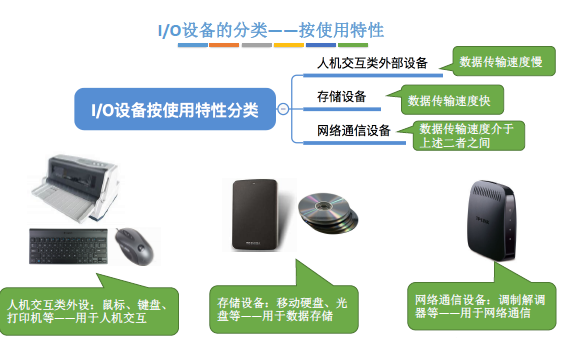 I/O设备的分类——按使用特性
人机交互类外部设备
数据传输速度慢
I/O设备按使用特性分类
存储设备
数据传输速度快
网络通信设备
数据传输速度介于
上述二者之间
人机交互类外设：鼠标、键盘、
打印机等——用于人机交互
存储设备：移动硬盘、光
盘等——用于数据存储
网络通信设备：调制解调
器等——用于网络通信